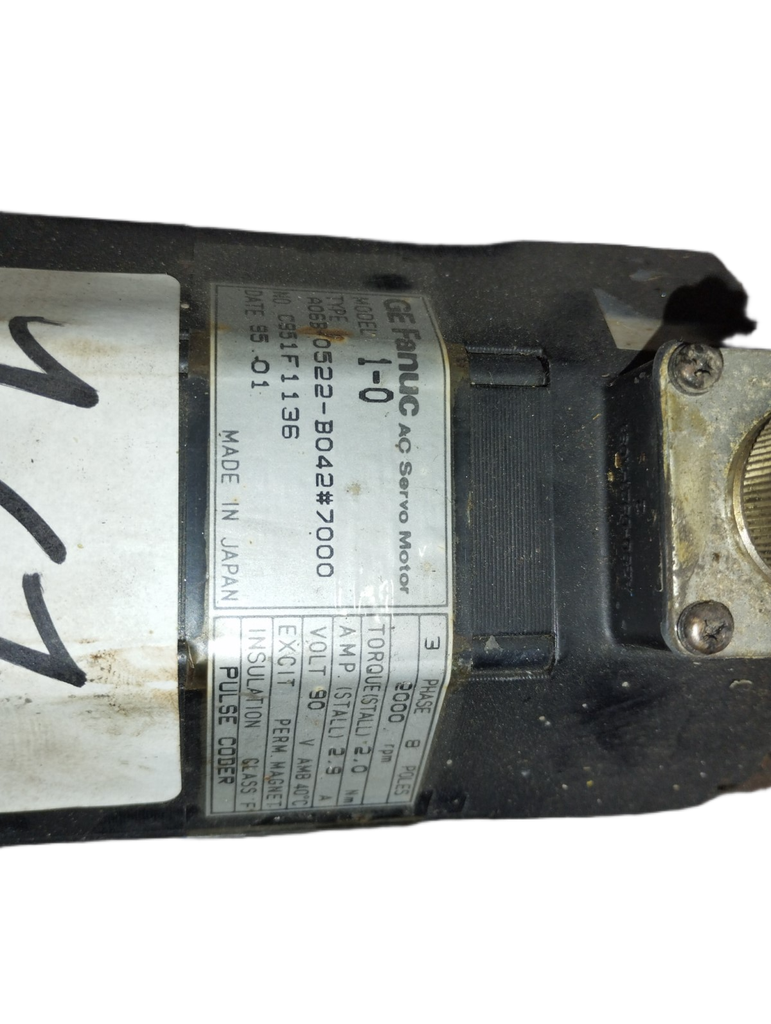 GE Fanuc AC Servo Motor
MODEL 1-0
TYPE A06B-0522-B042#7000
NO. C951F1136
DATE 95.01
MADE IN JAPAN
3 PHASE 8 POLES
2000 rpm
TORQUE(STALL) 2.0 Nm
AMP. (STALL) 2.9 A
VOLT 90 V AMB 40°C
EXCIT PERM. MAGNET
INSULATION CLASS F
PULSE CODER